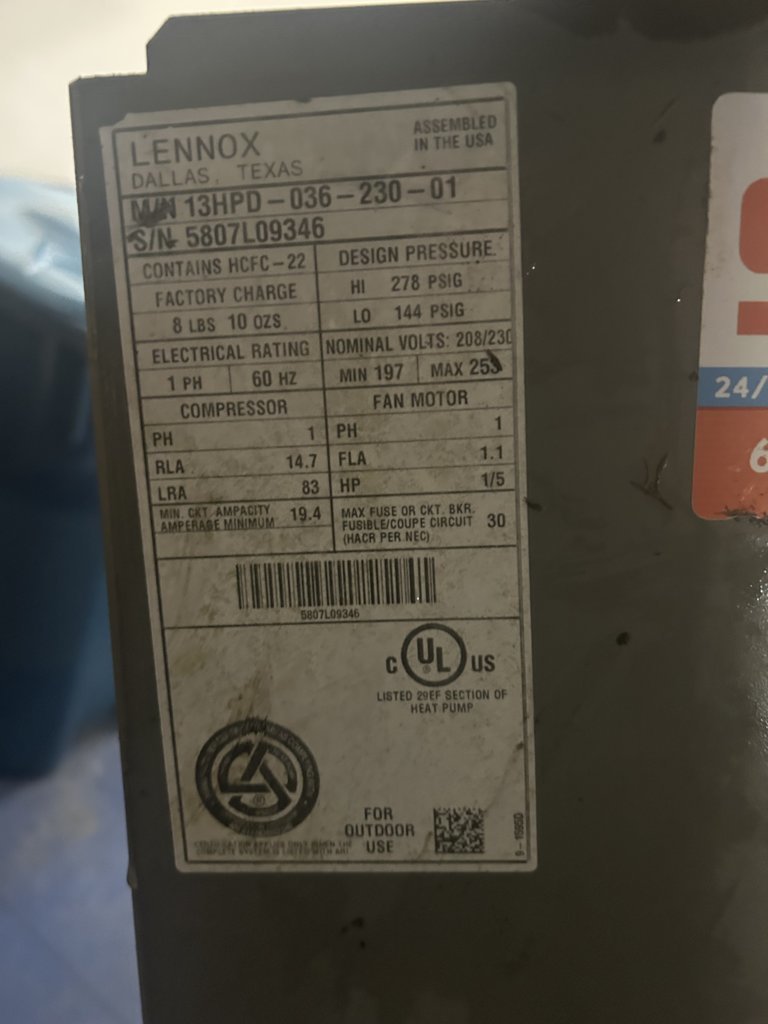 LENNOX
DALLAS, TEXAS
ASSEMBLED
IN THE USA
M/N 13HPD-036-230-01
S/N 5807L09346
CONTAINS HCFC-22
FACTORY CHARGE
8 LBS 10 OZS
DESIGN PRESSURE
HI 278 PSIG
LO 144 PSIG
ELECTRICAL RATING
1 PH 60 HZ
NOMINAL VOLTS: 208/230
MIN 197 MAX 253
COMPRESSOR
PH 1
RLA 14.7
LRA 83
FAN MOTOR
PH 1
FLA 1.1
HP 1/5
MIN. CKT. AMPACITY
AMPERAGE MINIMUM 19.4
MAX FUSE OR CKT. BKR.
FUSIBLE/COUPE CIRCUIT 30
(HACR PER NEC)
5807L09346
C UL US
®
LISTED 29EF SECTION OF
HEAT PUMP
FOR
OUTDOOR
USE
24/
6